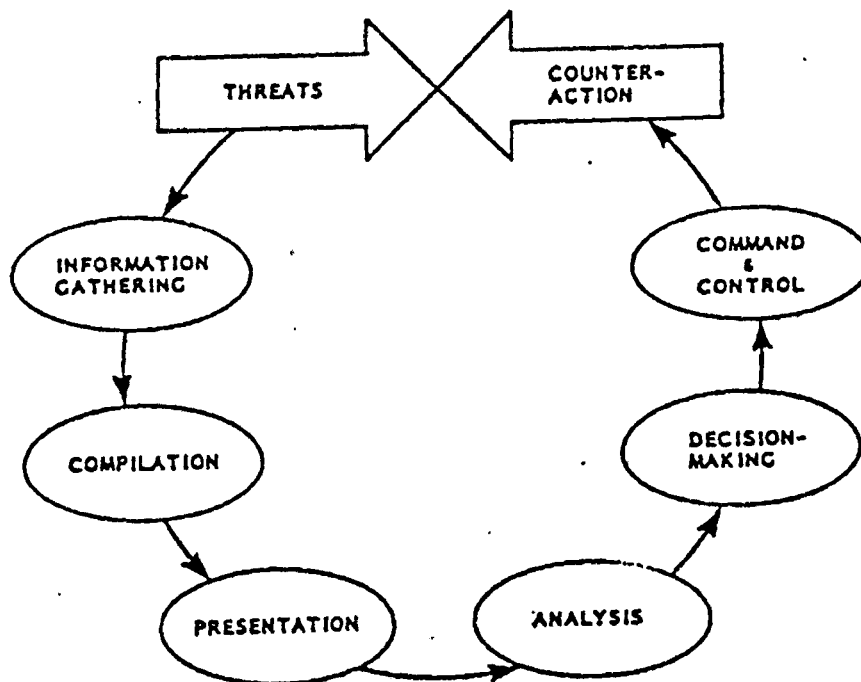 THREATS
COUNTER-
ACTION
INFORMATION
GATHERING
COMMAND
&
CONTROL
COMPILATION
DECISION-
MAKING
PRESENTATION
ANALYSIS